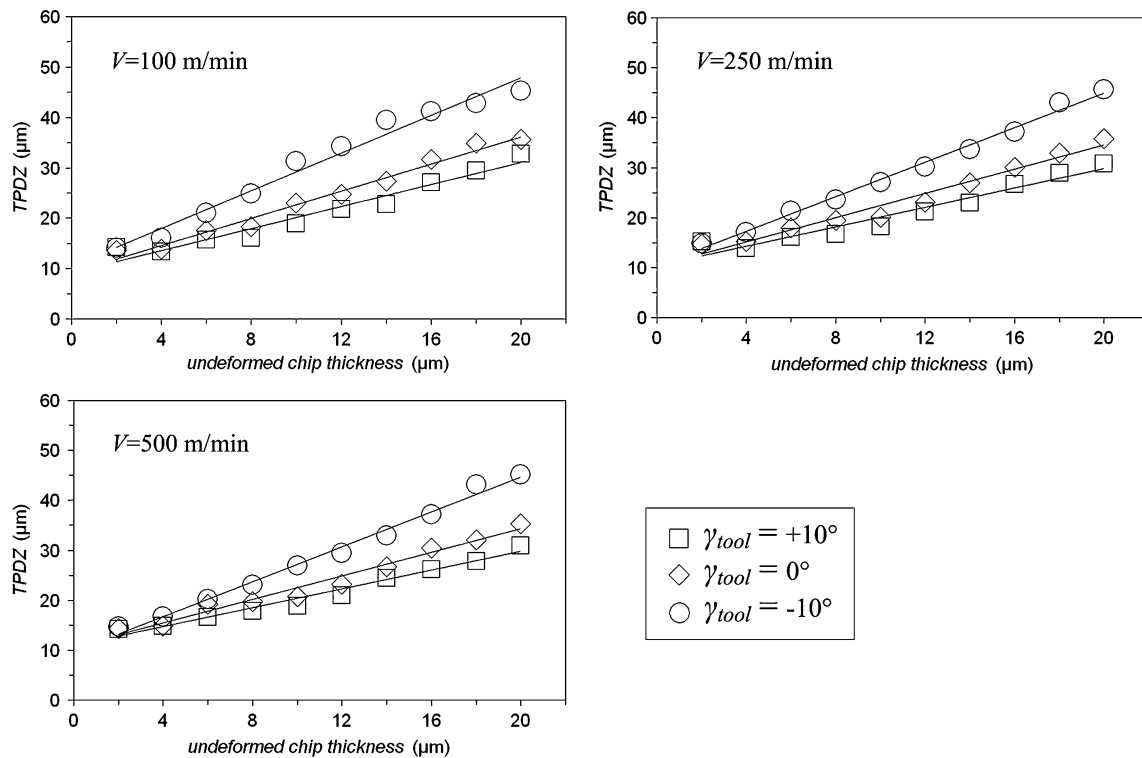 V=100 m/min
60
50
40
30
20
10
0
TPDZ (µm)
0 4 8 12 16 20
undeformed chip thickness (µm)
V=250 m/min
60
50
40
30
20
10
0
TPDZ (µm)
0 4 8 12 16 20
undeformed chip thickness (µm)
V=500 m/min
60
50
40
30
20
10
0
TPDZ (µm)
0 4 8 12 16 20
undeformed chip thickness (µm)
γtool = +10°
γtool = 0°
γtool = -10°